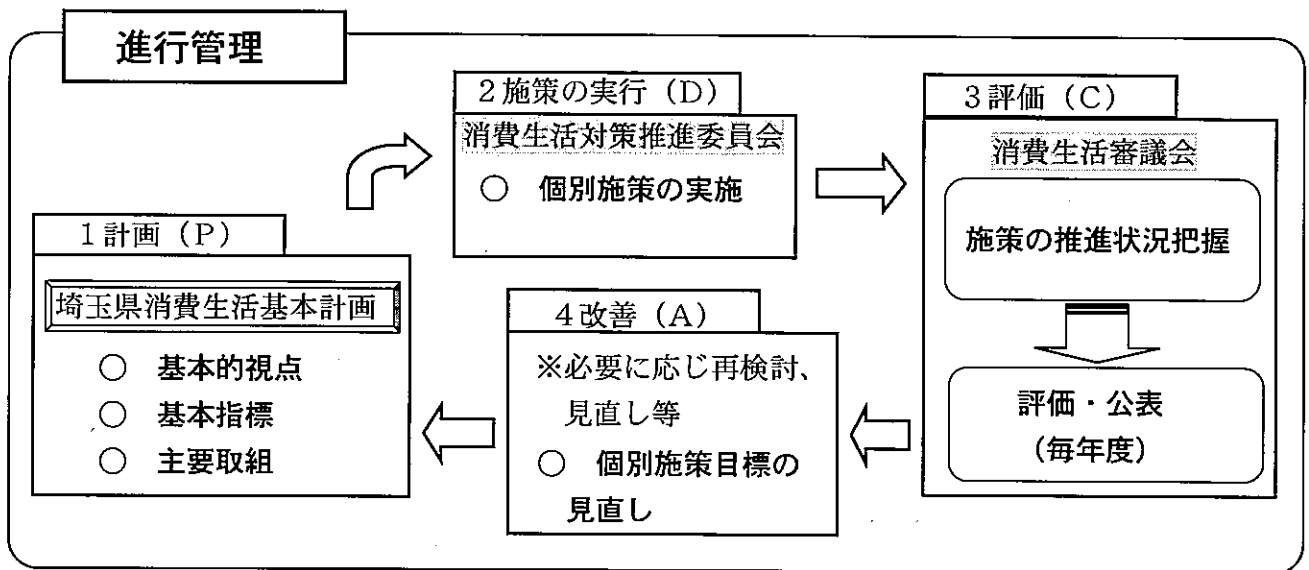 進行管理
1計画(P)
埼玉県消費生活基本計画
○ 基本的視点
○ 基本指標
○ 主要取組
2施策の実行(D)
消費生活対策推進委員会
○ 個別施策の実施
3評価(C)
消費生活審議会
施策の推進状況把握
評価・公表
(毎年度)
4改善(A)
※必要に応じ再検討、
見直し等
○ 個別施策目標の
見直し